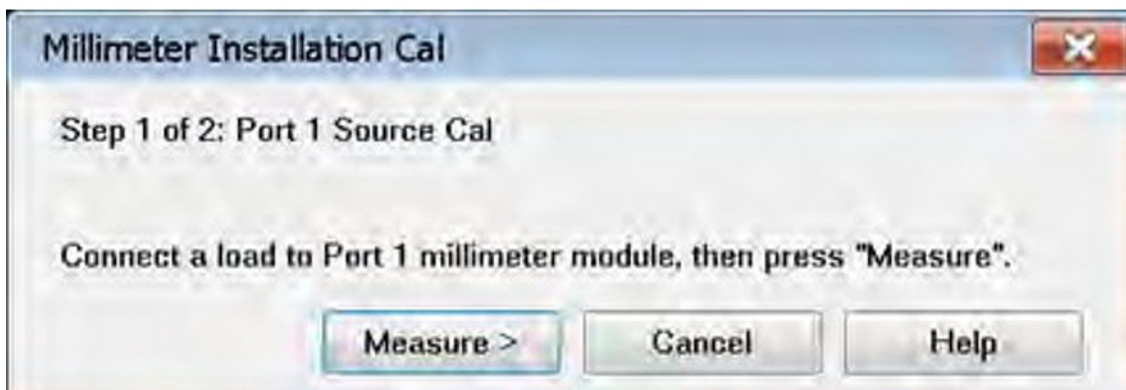 Millimeter Installation Cal
Step 1 of 2: Port 1 Source Cal
Connect a load to Port 1 millimeter module, then press "Measure".
Measure > Cancel Help